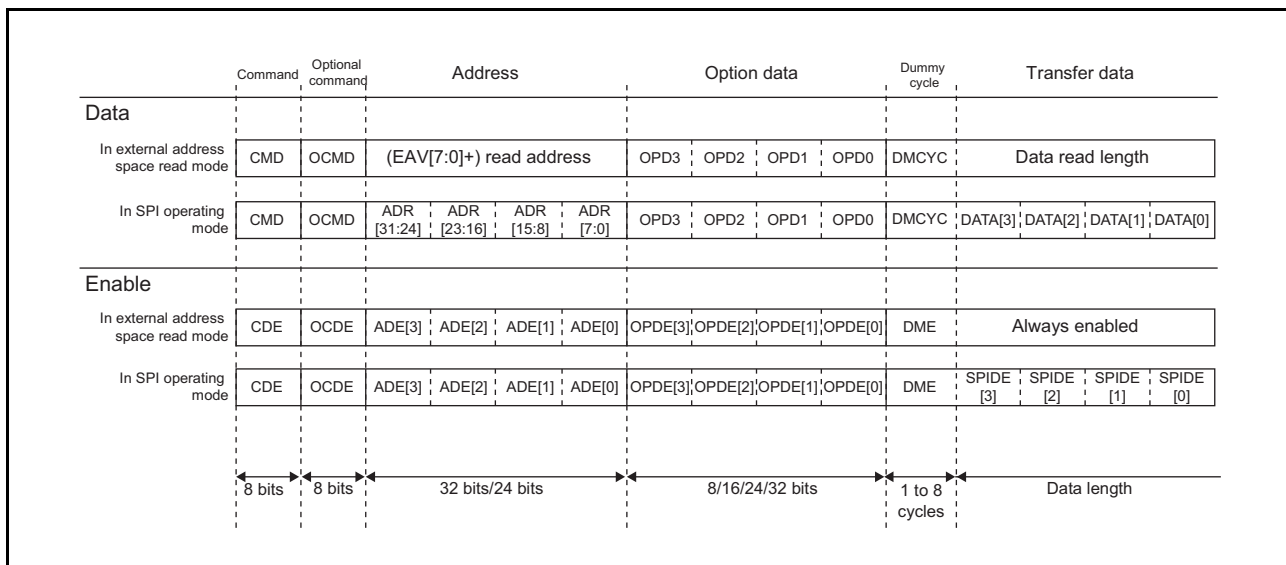 Command Optional command Address Option data Dummy cycle Transfer data
Data
In external address space read mode CMD OCMD (EAV[7:0]+) read address OPD3 OPD2 OPD1 OPD0 DMCYC Data read length
In SPI operating mode CMD OCMD ADR [31:24] ADR [23:16] ADR [15:8] ADR [7:0] OPD3 OPD2 OPD1 OPD0 DMCYC DATA[3] DATA[2] DATA[1] DATA[0]
Enable
In external address space read mode CDE OCDE ADE[3] ADE[2] ADE[1] ADE[0] OPDE[3] OPDE[2] OPDE[1] OPDE[0] DME Always enabled
In SPI operating mode CDE OCDE ADE[3] ADE[2] ADE[1] ADE[0] OPDE[3] OPDE[2] OPDE[1] OPDE[0] DME SPIDE [3] SPIDE [2] SPIDE [1] SPIDE [0]
8 bits 8 bits 32 bits/24 bits 8/16/24/32 bits 1 to 8 cycles Data length